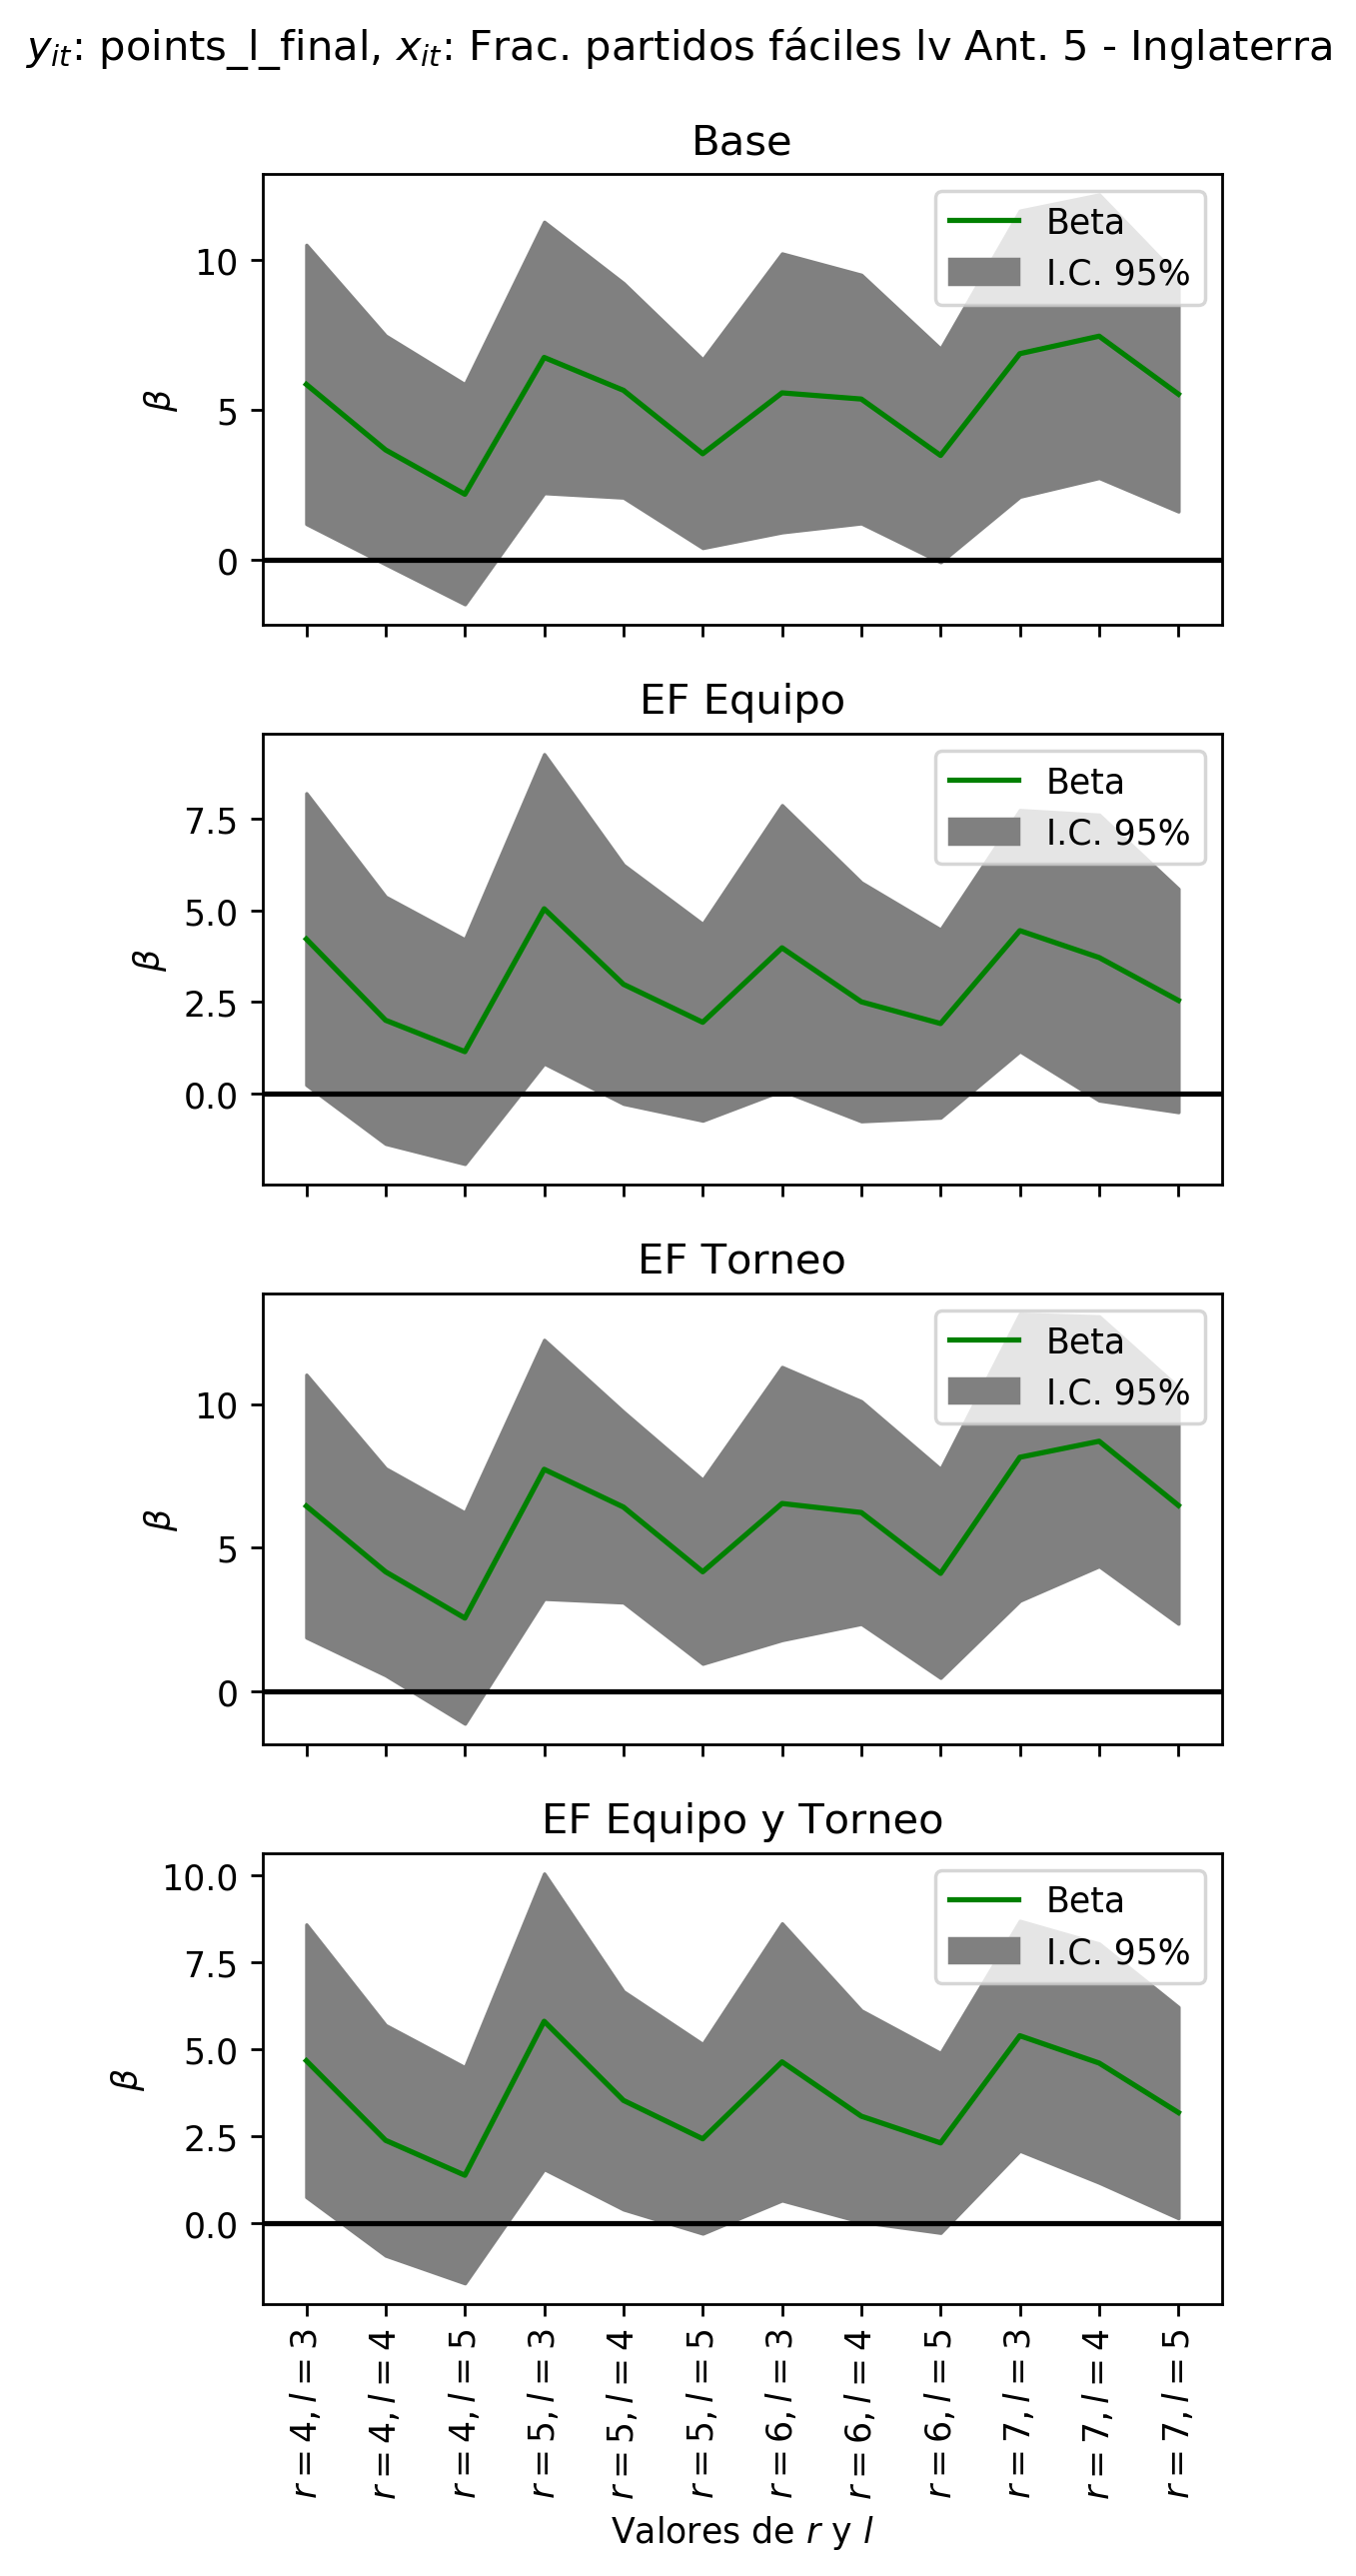 y_it: points_l_final, x_it: Frac. partidos fáciles lv Ant. 5 - Inglaterra
Base
Beta
I.C. 95%
10
5
0
β
EF Equipo
Beta
I.C. 95%
7.5
5.0
2.5
0.0
β
EF Torneo
Beta
I.C. 95%
10
5
0
β
EF Equipo y Torneo
Beta
I.C. 95%
10.0
7.5
5.0
2.5
0.0
β
r = 4, l = 3
r = 4, l = 4
r = 4, l = 5
r = 5, l = 3
r = 5, l = 4
r = 5, l = 5
r = 6, l = 3
r = 6, l = 4
r = 6, l = 5
r = 7, l = 3
r = 7, l = 4
r = 7, l = 5
Valores de r y l